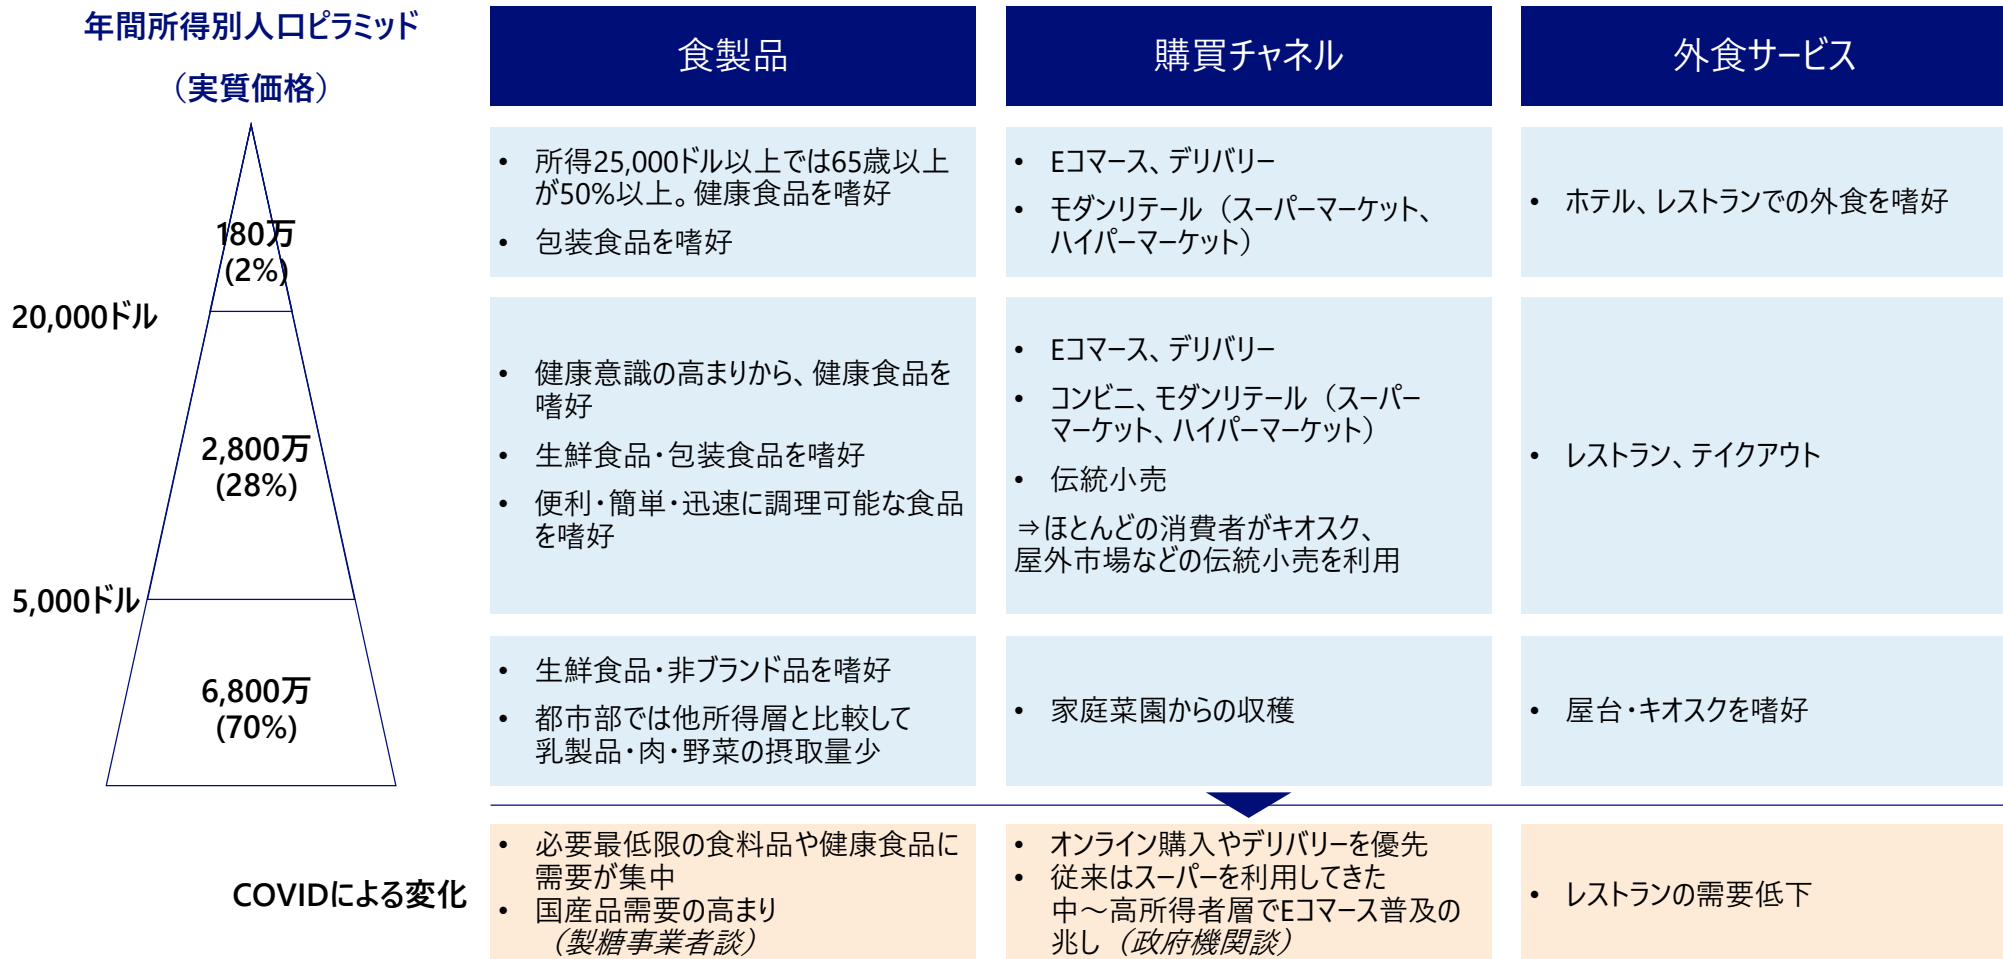 年間所得別人口ピラミッド
（実質価格）
180万
(2%)
20,000ドル
2,800万
(28%)
5,000ドル
6,800万
(70%)
食製品
購買チャネル
外食サービス
• 所得25,000ドル以上では65歳以上
が50%以上。健康食品を嗜好
• 包装食品を嗜好
• Eコマース、デリバリー
• モダンリテール（スーパーマーケット、
ハイパーマーケット）
• ホテル、レストランでの外食を嗜好
• 健康意識の高まりから、健康食品を
嗜好
• 生鮮食品・包装食品を嗜好
• 便利・簡単・迅速に調理可能な食品
を嗜好
• Eコマース、デリバリー
• コンビニ、モダンリテール（スーパー
マーケット、ハイパーマーケット）
• 伝統小売
⇒ほとんどの消費者がキオスク、
屋外市場などの伝統小売を利用
• レストラン、テイクアウト
• 生鮮食品・非ブランド品を嗜好
• 都市部では他所得層と比較して
乳製品・肉・野菜の摂取量少
• 家庭菜園からの収穫
• 屋台・キオスクを嗜好
COVIDによる変化
• 必要最低限の食料品や健康食品に
需要が集中
• 国産品需要の高まり
（製糖事業者談）
• オンライン購入やデリバリーを優先
• 従来はスーパーを利用してきた
中～高所得者層でEコマース普及の
兆し（政府機関談）
• レストランの需要低下